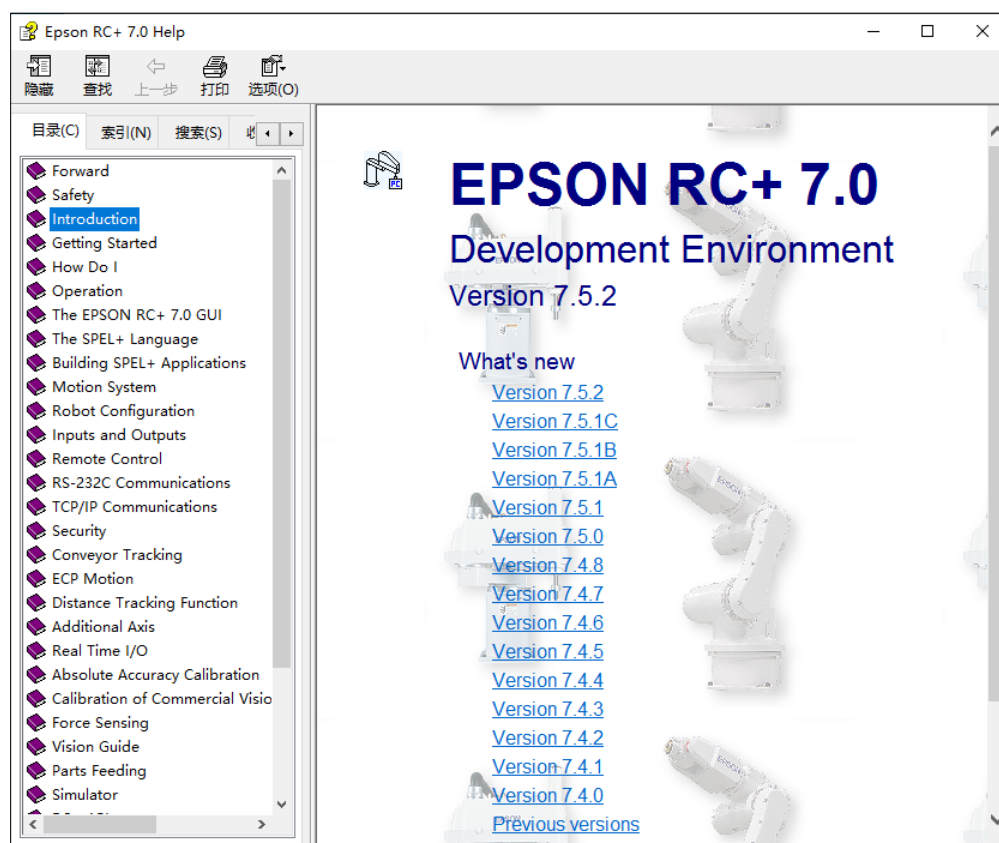 Epson RC+ 7.0 Help
隐藏 查找 上一步 打印 选项(O)
目录(C) 索引(N) 搜索(S)
Forward
Safety
Introduction
Getting Started
How Do I
Operation
The EPSON RC+ 7.0 GUI
The SPEL+ Language
Building SPEL+ Applications
Motion System
Robot Configuration
Inputs and Outputs
Remote Control
RS-232C Communications
TCP/IP Communications
Security
Conveyor Tracking
ECP Motion
Distance Tracking Function
Additional Axis
Real Time I/O
Absolute Accuracy Calibration
Calibration of Commercial Visio
Force Sensing
Vision Guide
Parts Feeding
Simulator
PC
EPSON RC+ 7.0
Development Environment
Version 7.5.2
What's new
Version 7.5.2
Version 7.5.1C
Version 7.5.1B
Version 7.5.1A
Version 7.5.1
Version 7.5.0
Version 7.4.8
Version 7.4.7
Version 7.4.6
Version 7.4.5
Version 7.4.4
Version 7.4.3
Version 7.4.2
Version 7.4.1
Version 7.4.0
Previous versions